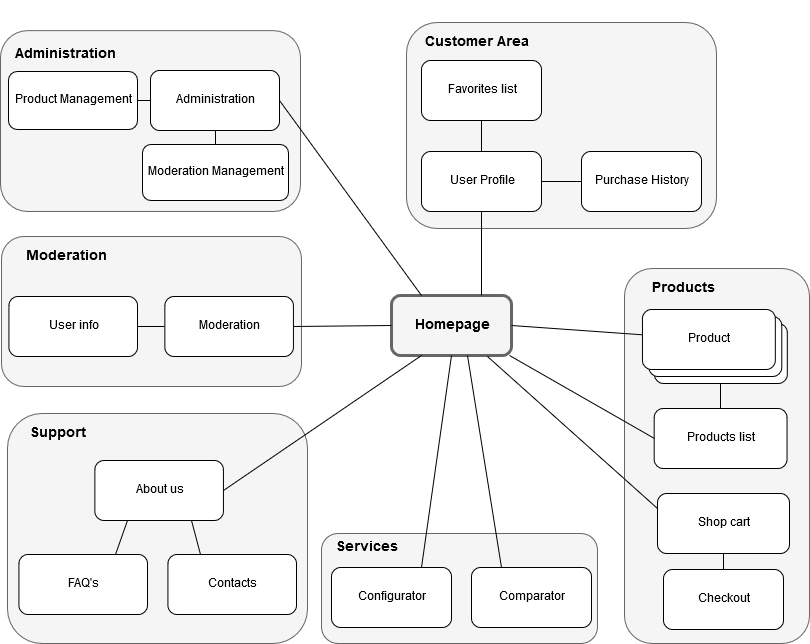 Administration
Product Management
Administration
Moderation Management
Customer Area
Favorites list
User Profile
Purchase History
Moderation
User info
Moderation
Homepage
Products
Product
Products list
Shop cart
Checkout
Support
About us
FAQ's
Contacts
Services
Configurator
Comparator